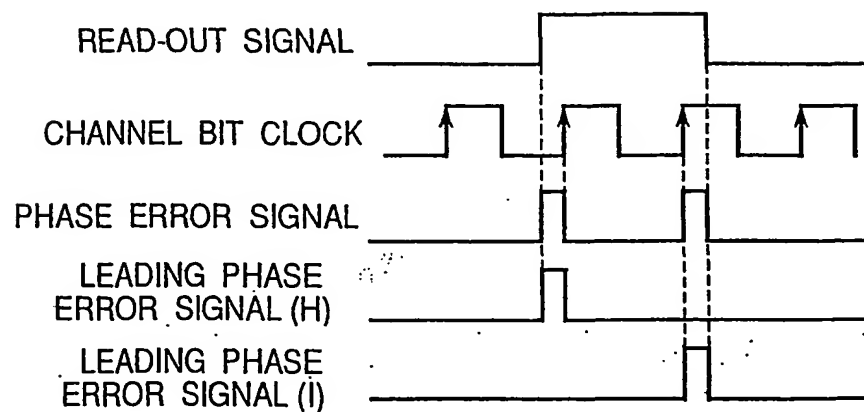 READ-OUT SIGNAL
CHANNEL BIT CLOCK
PHASE ERROR SIGNAL
LEADING PHASE
ERROR SIGNAL (H)
LEADING PHASE
ERROR SIGNAL (I)